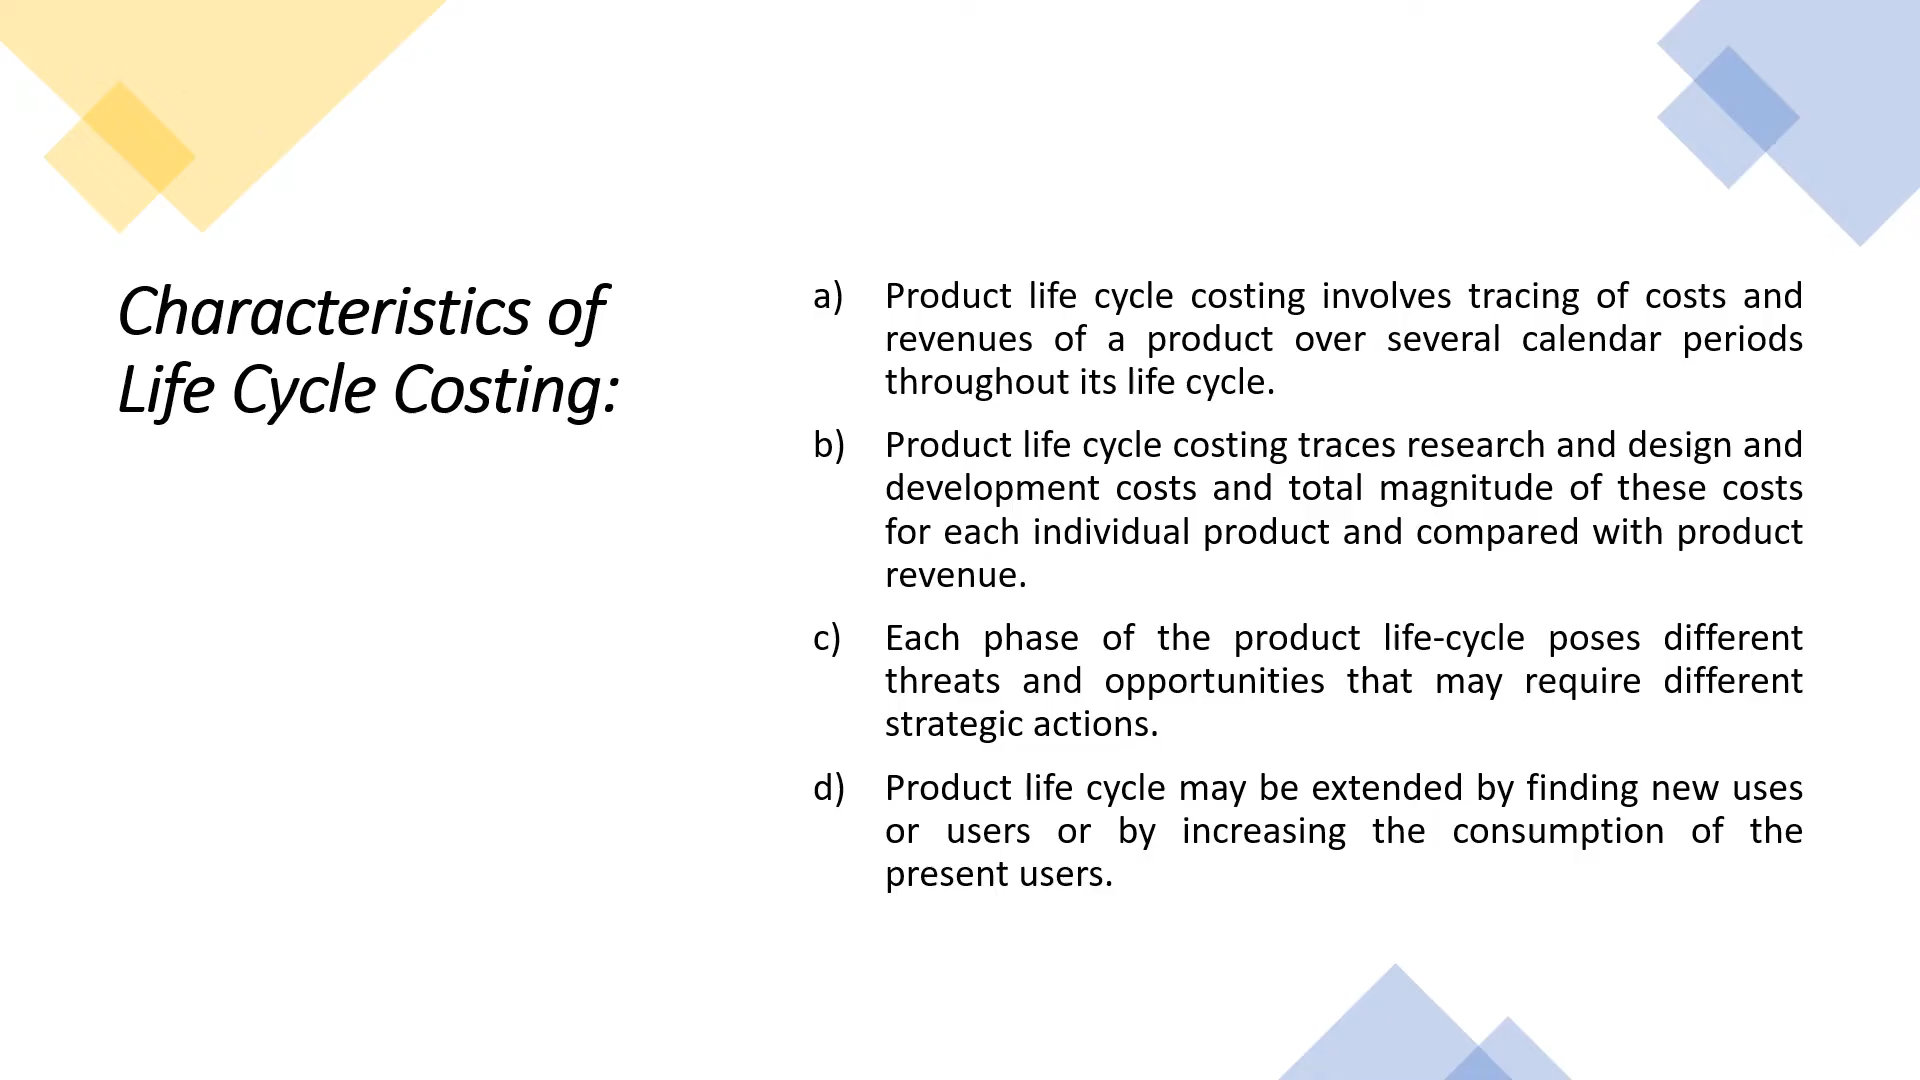 Characteristics of
Life Cycle Costing:
a) Product life cycle costing involves tracing of costs and
revenues of a product over several calendar periods
throughout its life cycle.
b) Product life cycle costing traces research and design and
development costs and total magnitude of these costs
for each individual product and compared with product
revenue.
c) Each phase of the product life-cycle poses different
threats and opportunities that may require different
strategic actions.
d) Product life cycle may be extended by finding new uses
or users or by increasing the consumption of the
present users.